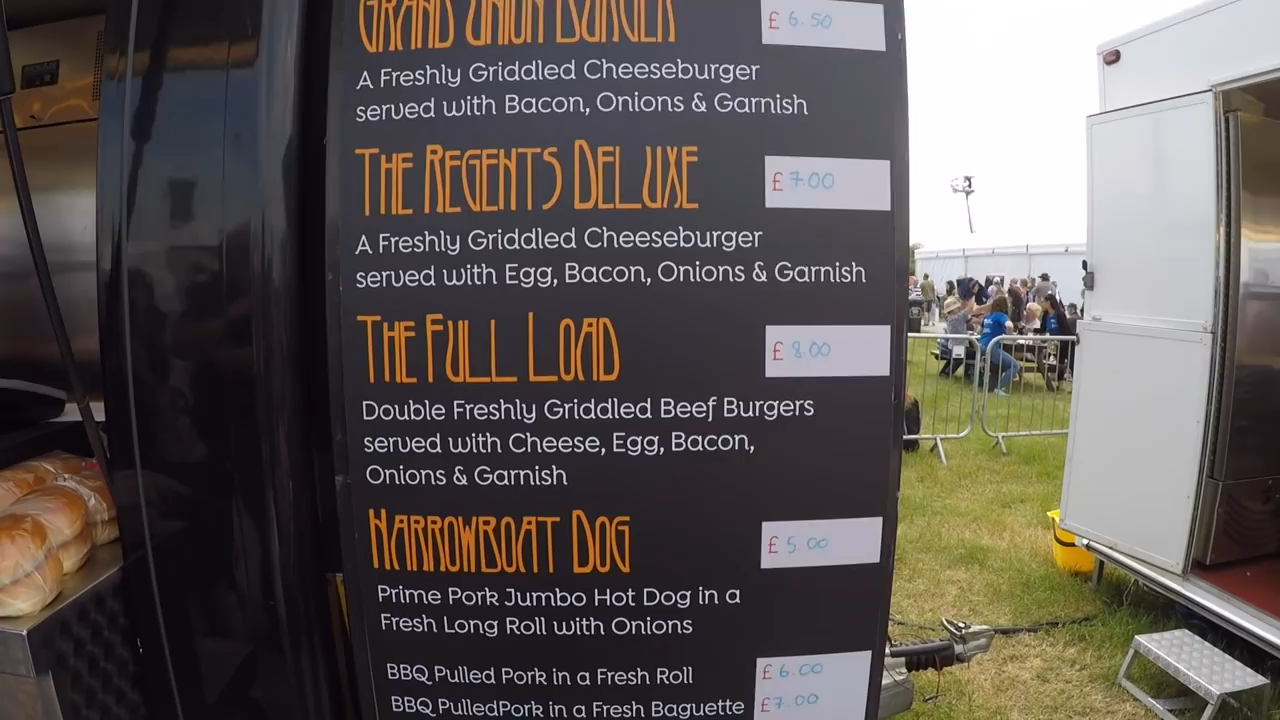 GRAND UNION BURGER £ 6.50
A Freshly Griddled Cheeseburger
served with Bacon, Onions & Garnish
THE REGENTS DELUXE £ 7.00
A Freshly Griddled Cheeseburger
served with Egg, Bacon, Onions & Garnish
THE FULL LOAD £ 8.00
Double Freshly Griddled Beef Burgers
served with Cheese, Egg, Bacon,
Onions & Garnish
NARROWBOAT DOG £ 5.00
Prime Pork Jumbo Hot Dog in a
Fresh Long Roll with Onions
BBQ Pulled Pork in a Fresh Roll £ 6.00
BBQ PulledPork in a Fresh Baguette £7.00